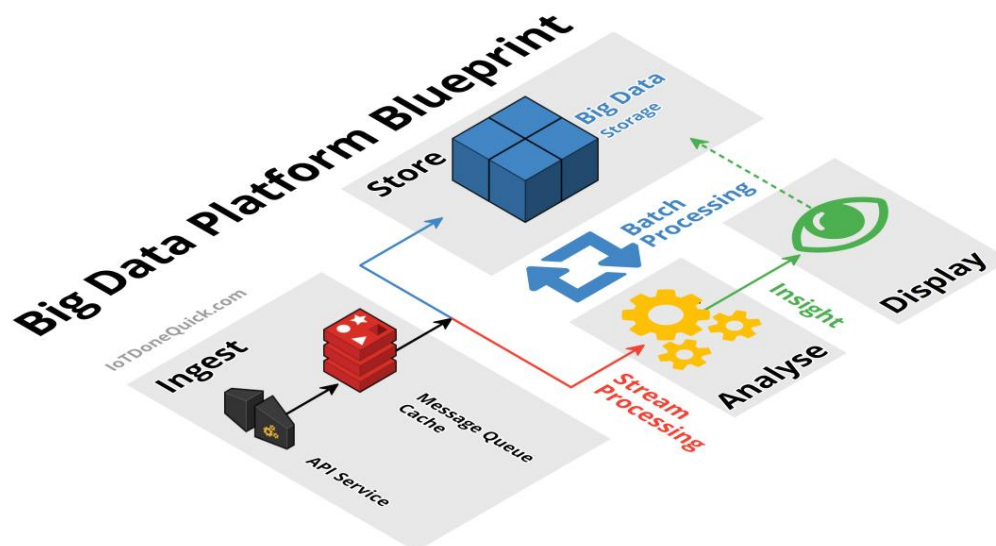 Big Data Platform Blueprint
IoTDoneQuick.com
Store
Big Data
Storage
Batch
Processing
Display
Insight
Analyse
Stream
Processing
Ingest
Message Queue
Cache
API Service